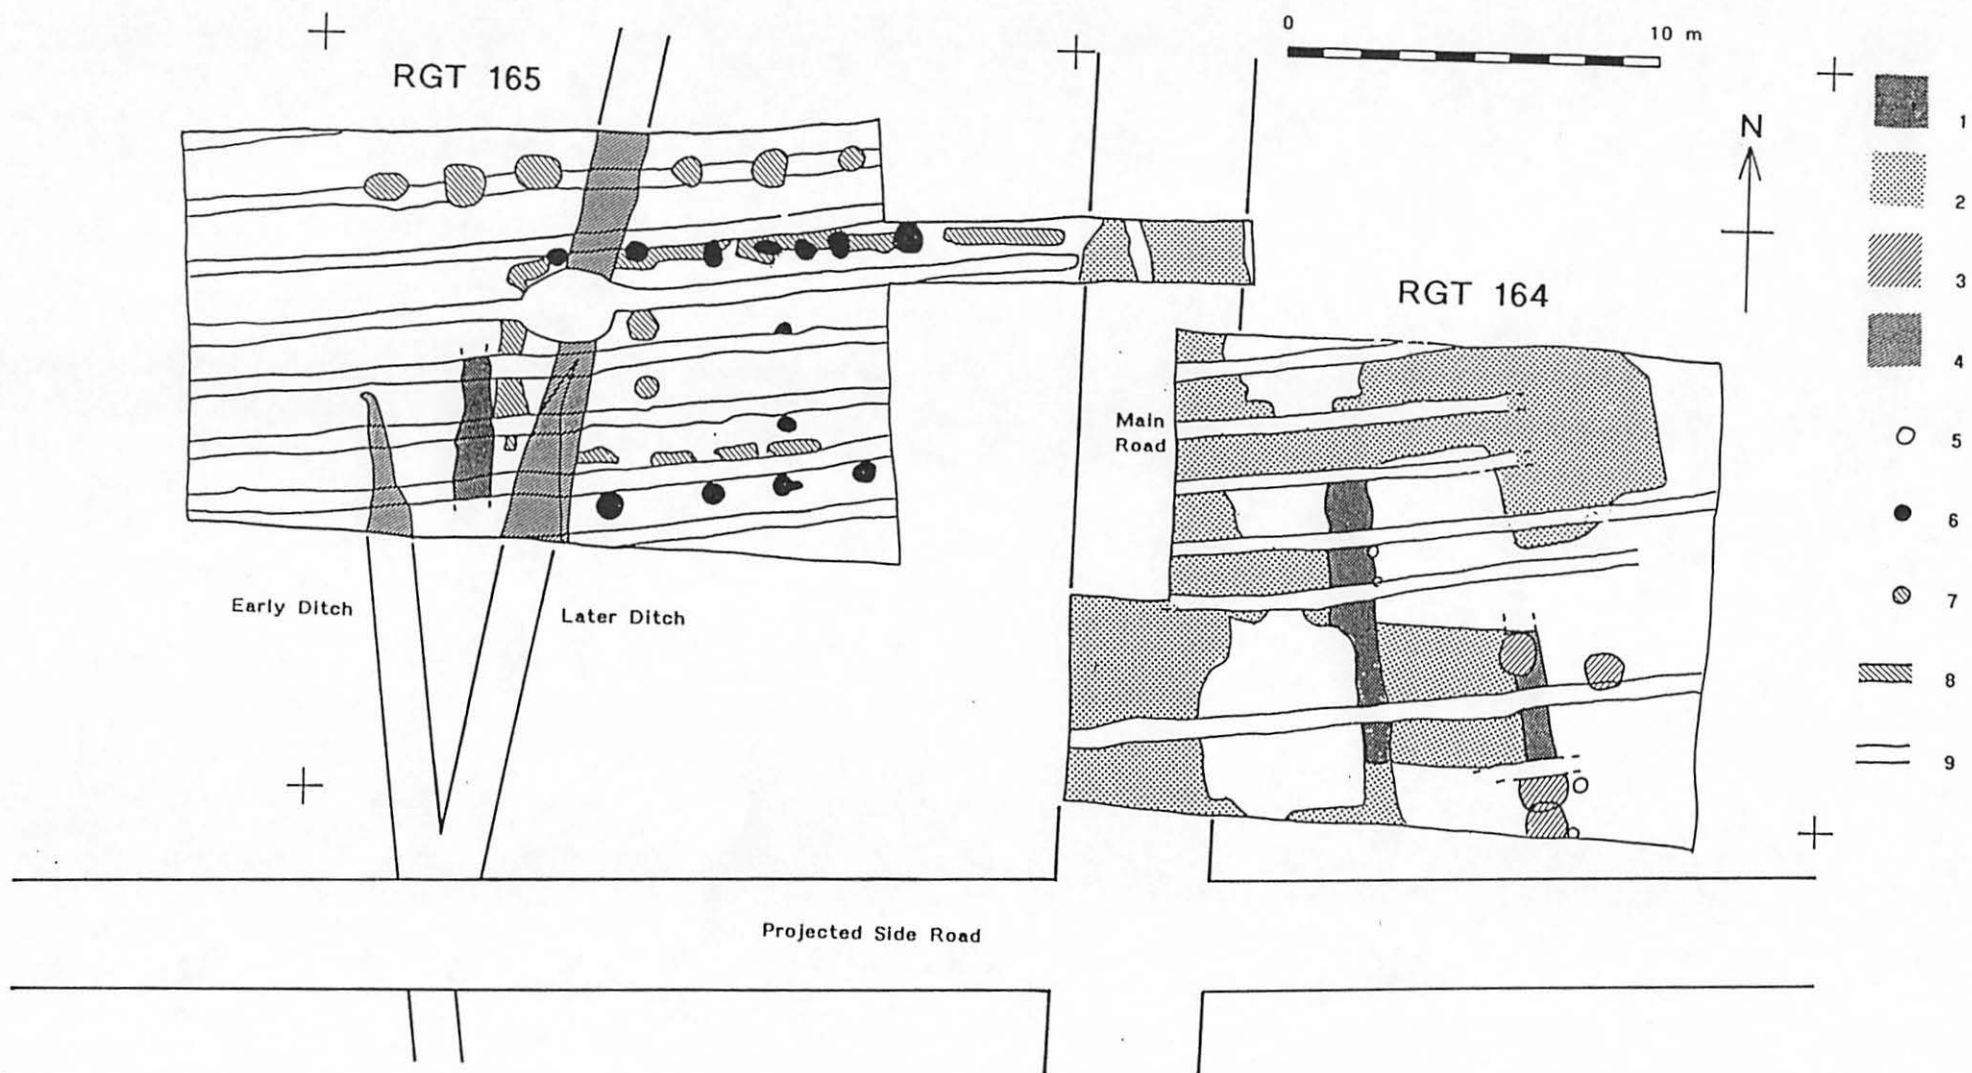 0
10 m
RGT 165
N
1
2
3
4
5
6
7
8
9
RGT 164
Main
Road
Early Ditch
Later Ditch
Projected Side Road